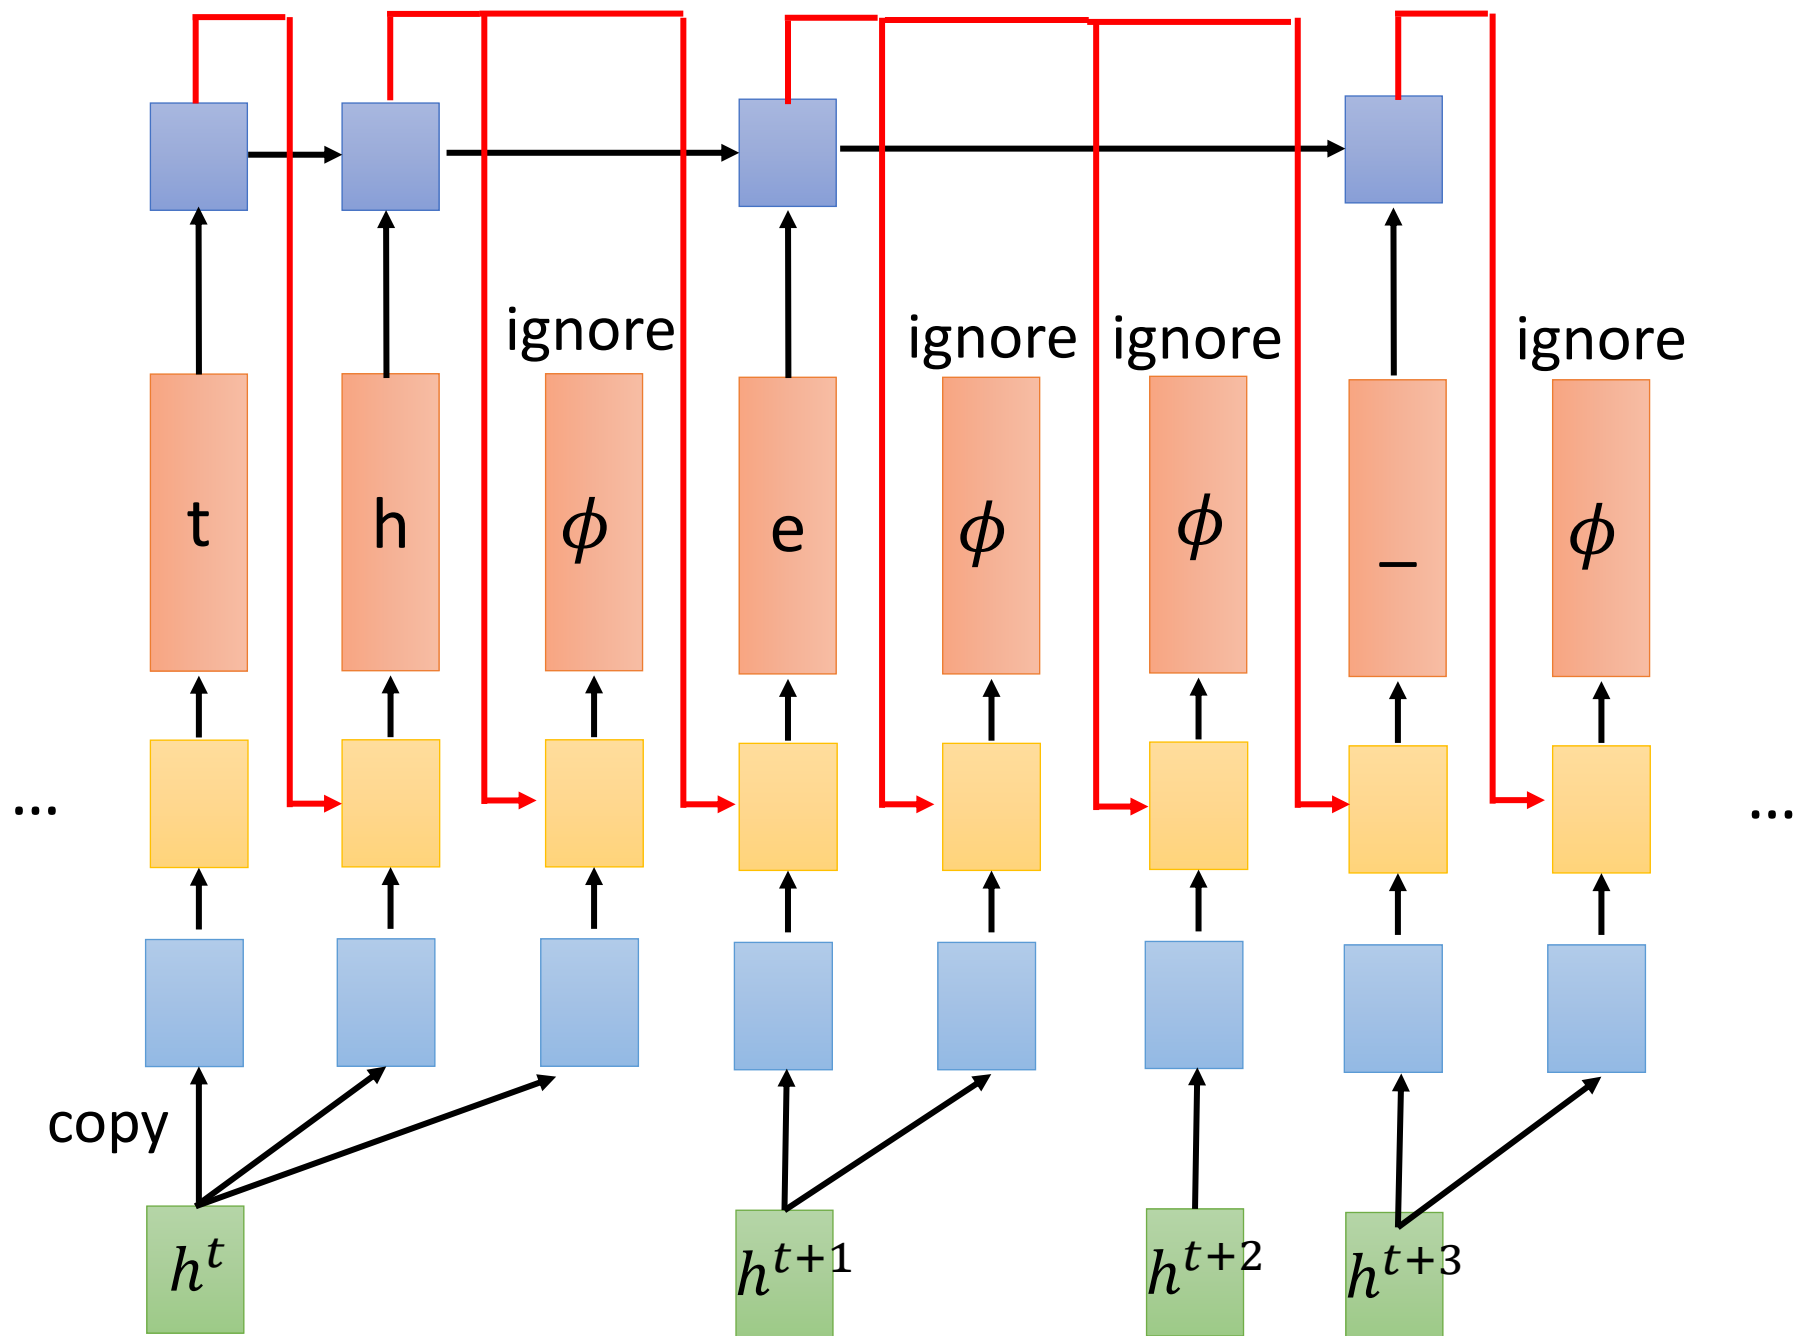 ignore
ignore ignore
ignore
t h ϕ e ϕ ϕ _ ϕ
... ...
copy
h^t h^{t+1} h^{t+2} h^{t+3}